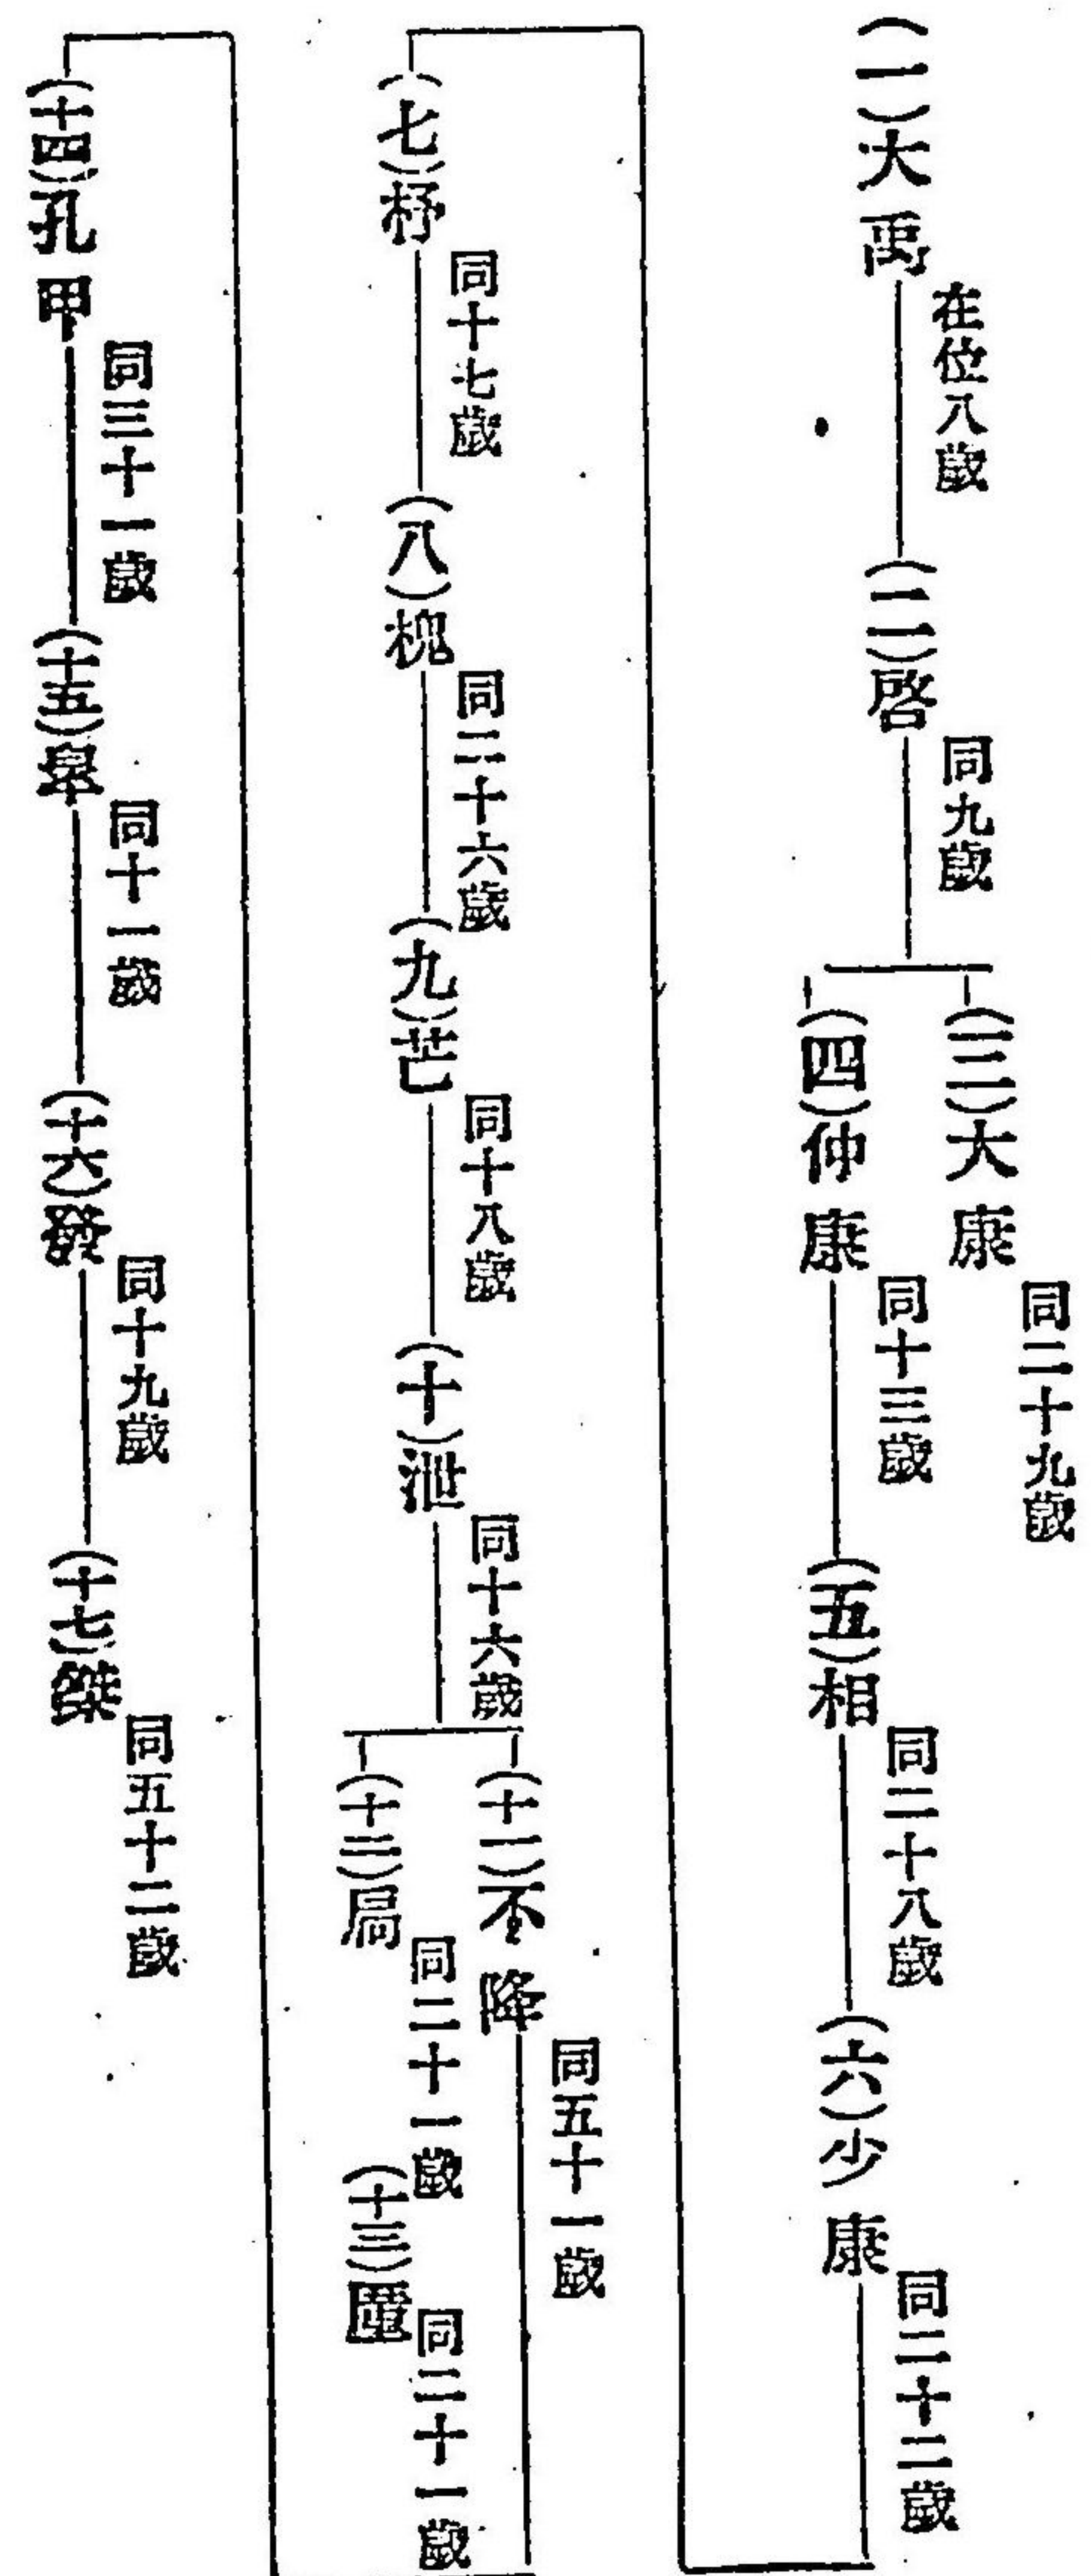 (一)大禹 在位八歲
(二)啓 同九歲
(三)大康 同二十九歲
(四)仲康 同十三歲
(五)相 同二十八歲
(六)少康 同二十二歲
(七)杼 同十七歲
(八)槐 同二十六歲
(九)芒 同十八歲
(十)泄 同十六歲
(十一)不降 同五十一歲
(十二)扃 同二十一歲
(十三)廑 同二十一歲
(十四)孔甲 同三十一歲
(十五)皐 同十一歲
(十六)發 同十九歲
(十七)桀 同五十二歲